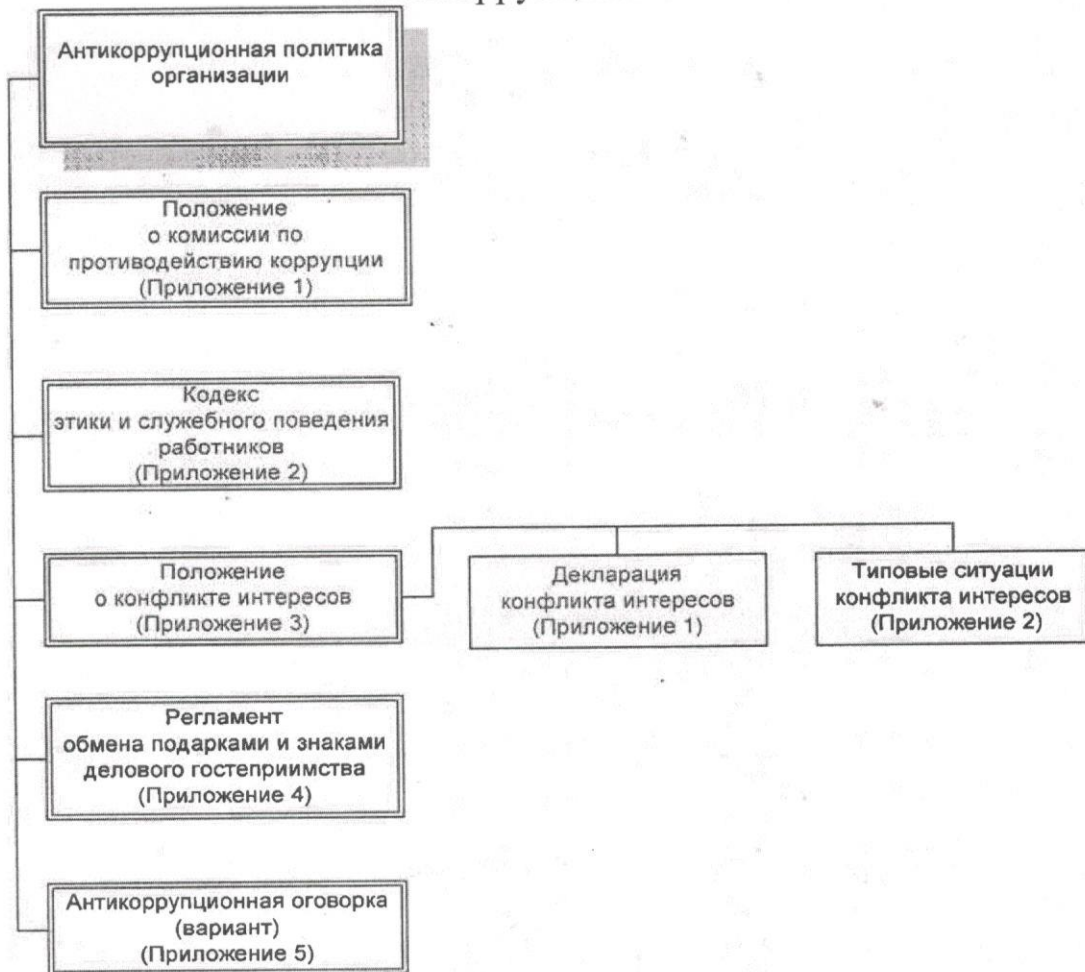 Антикоррупционная политика
организации
Положение
о комиссии по
противодействию коррупции
(Приложение 1)
Кодекс
этики и служебного поведения
работников
(Приложение 2)
Положение
о конфликте интересов
(Приложение 3)
Декларация
конфликта интересов
(Приложение 1)
Типовые ситуации
конфликта интересов
(Приложение 2)
Регламент
обмена подарками и знаками
делового гостеприимства
(Приложение 4)
Антикоррупционная оговорка
(вариант)
(Приложение 5)